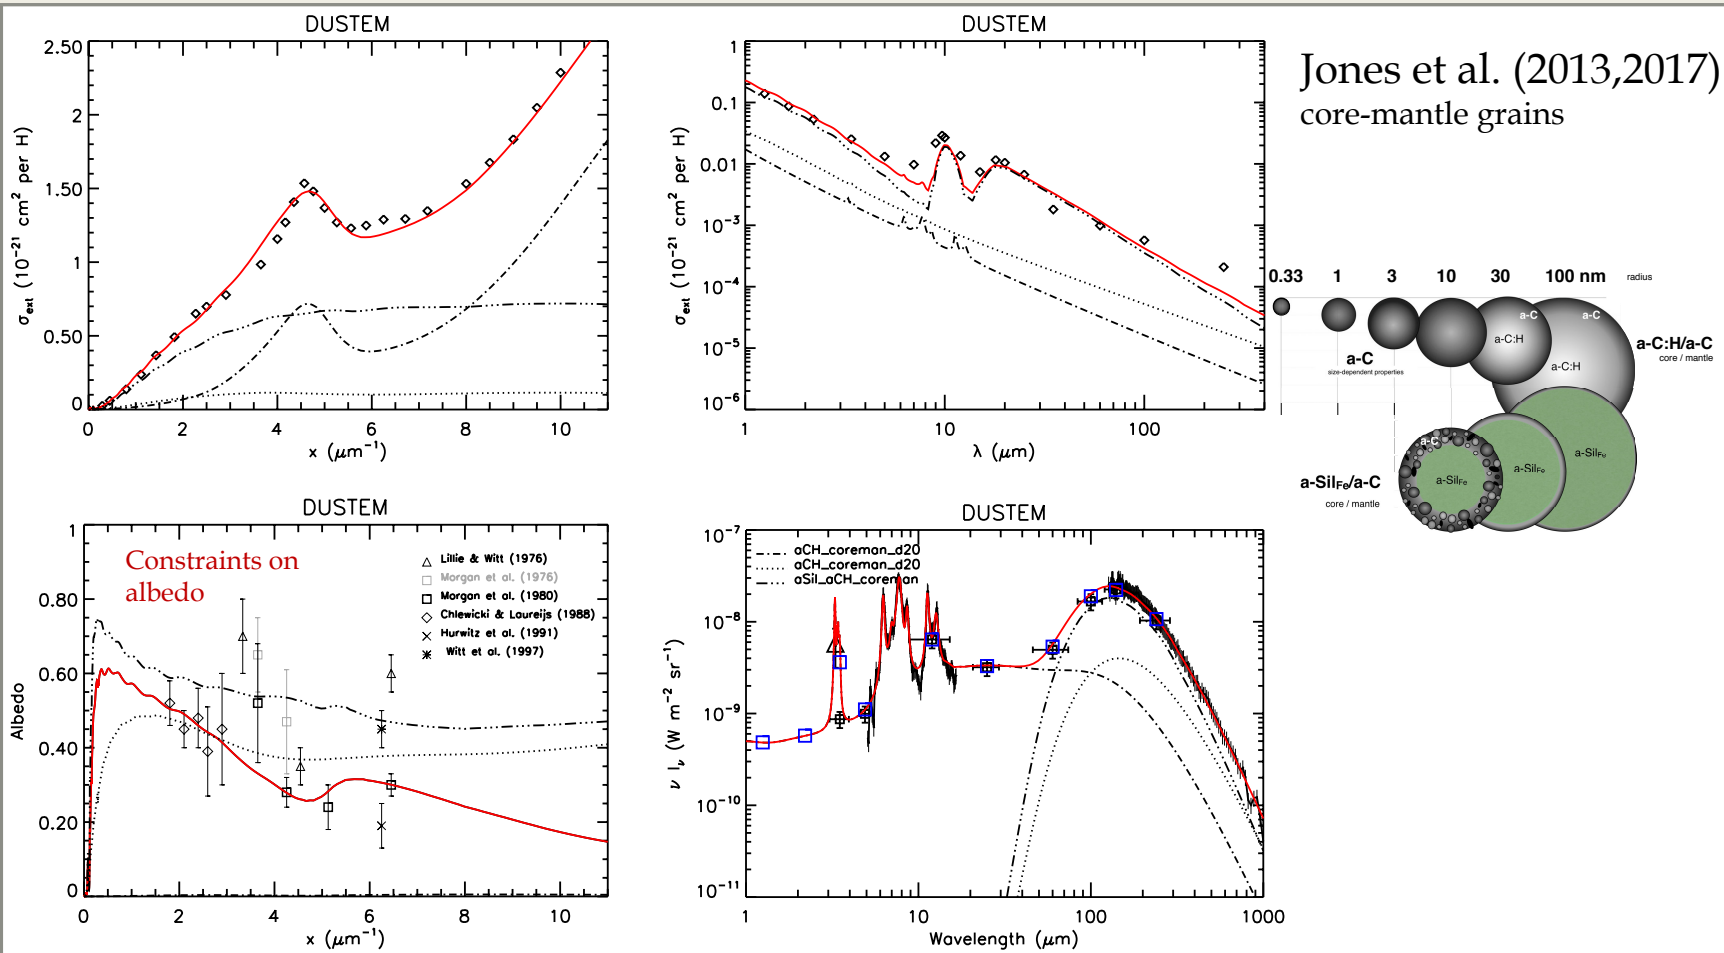 DUSTEM
2.50
2
1.50
1
0.50
0
0 2 4 6 8 10
x (μm⁻¹)
σext (10⁻²¹ cm² per H)
DUSTEM
1
0.1
0.01
10⁻³
10⁻⁴
10⁻⁵
10⁻⁶
1 10 100
λ (μm)
σext (10⁻²¹ cm² per H)
Jones et al. (2013,2017)
core-mantle grains
0.33 1 3 10 30 100 nm radius
a-C
a-C
a-C:H
a-C:H
a-C
size-dependent properties
a-C:H/a-C
core / mantle
a-C
a-SilFe
a-SilFe
a-SilFe
a-SilFe/a-C
core / mantle
DUSTEM
Constraints on
albedo
Lillie & Witt (1976)
Morgan et al. (1976)
Morgan et al. (1980)
Chlewicki & Laureijs (1988)
Hurwitz et al. (1991)
Witt et al. (1997)
1
0.80
0.60
0.40
0.20
0
0 2 4 6 8 10
x (μm⁻¹)
Albedo
DUSTEM
aCH_coreman_d20
aCH_coreman_d20
aSil_aCH_coreman
10⁻⁷
10⁻⁸
10⁻⁹
10⁻¹⁰
10⁻¹¹
1 10 100 1000
Wavelength (μm)
ν Iν (W m⁻² sr⁻¹)